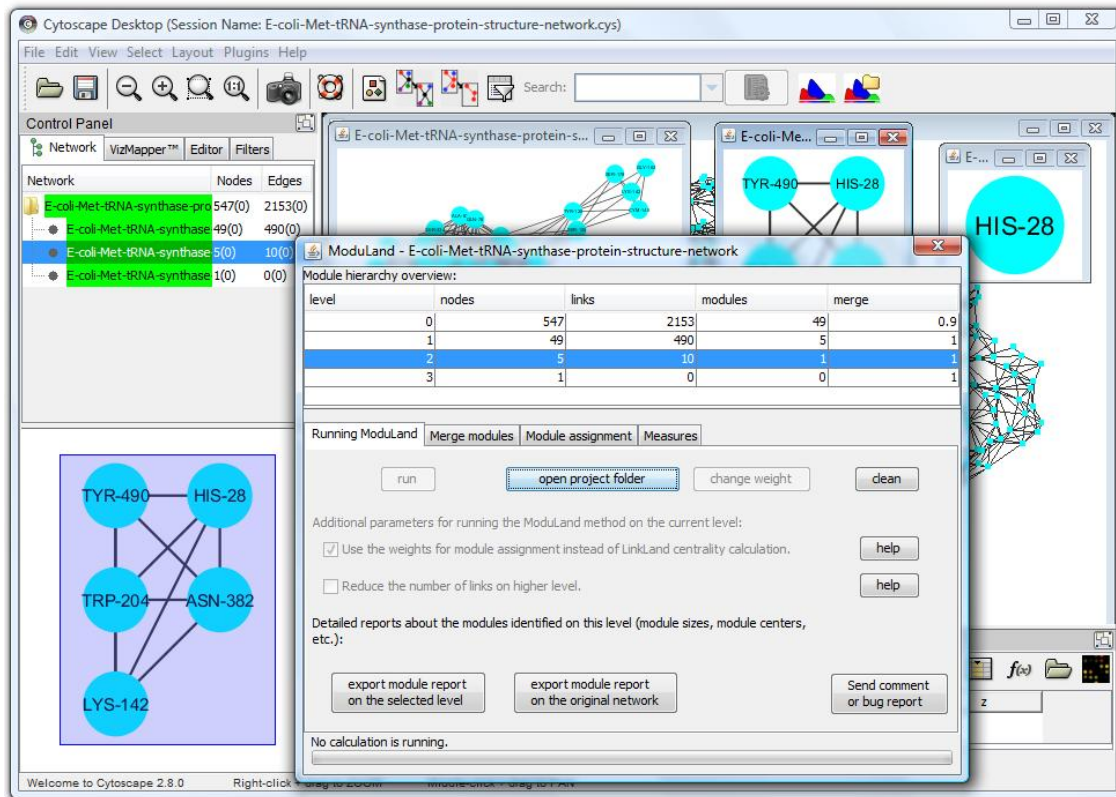 Cytoscape Desktop (Session Name: E-coli-Met-tRNA-synthase-protein-structure-network.cys)
File Edit View Select Layout Plugins Help
Search:
Control Panel
Network VizMapper™ Editor Filters
Network Nodes Edges
E-coli-Met-tRNA-synthase-pro 547(0) 2153(0)
E-coli-Met-tRNA-synthase- 49(0) 490(0)
E-coli-Met-tRNA-synthase- 5(0) 10(0)
E-coli-Met-tRNA-synthase- 1(0) 0(0)
E-coli-Met-tRNA-synthase-protein-s...
E-coli-Me...
TYR-490 HIS-28
E-...
HIS-28
ModuLand - E-coli-Met-tRNA-synthase-protein-structure-network
Module hierarchy overview:
level nodes links modules merge
0 547 2153 49 0.9
1 49 490 5 1
2 5 10 1 1
3 1 0 0 1
Running ModuLand Merge modules Module assignment Measures
run open project folder change weight clean
Additional parameters for running the ModuLand method on the current level:
Use the weights for module assignment instead of LinkLand centrality calculation. help
Reduce the number of links on higher level. help
Detailed reports about the modules identified on this level (module sizes, module centers,
etc.):
export module report
on the selected level
export module report
on the original network
Send comment
or bug report
No calculation is running.
TYR-490 HIS-28
TRP-204 ASN-382
LYS-142
f(x)
z
Welcome to Cytoscape 2.8.0 Right-click + drag to ZOOM Middle-click + drag to PAN